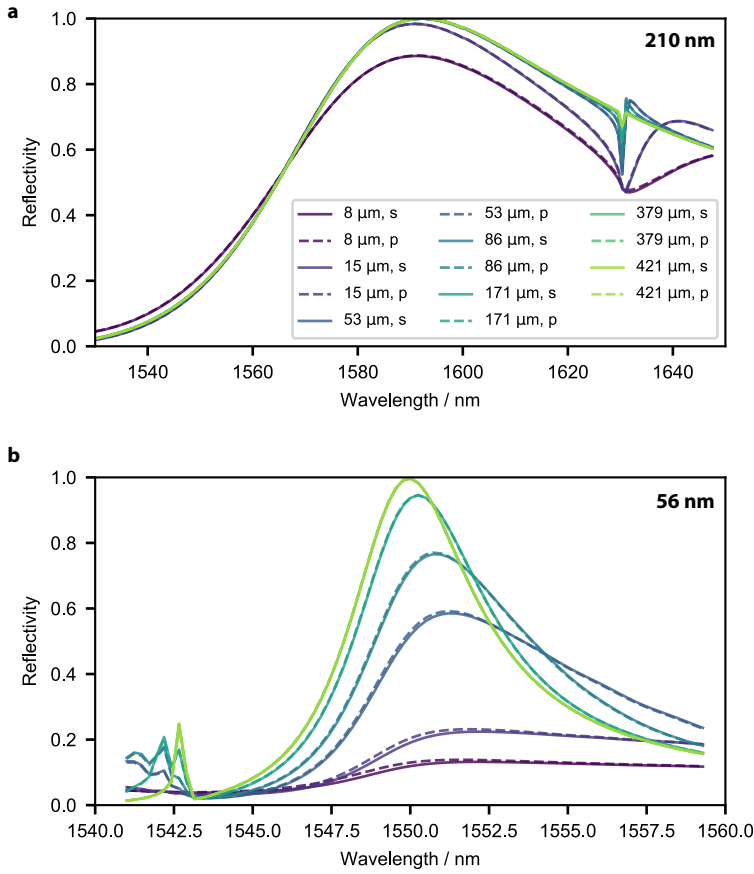 a
210 nm
1.0
0.8
0.6
0.4
0.2
0.0
Reflectivity
8 μm, s
8 μm, p
15 μm, s
15 μm, p
53 μm, s
53 μm, p
86 μm, s
86 μm, p
171 μm, s
171 μm, p
379 μm, s
379 μm, p
421 μm, s
421 μm, p
1540 1560 1580 1600 1620 1640
Wavelength / nm
b
56 nm
1.0
0.8
0.6
0.4
0.2
0.0
Reflectivity
1540.0 1542.5 1545.0 1547.5 1550.0 1552.5 1555.0 1557.5 1560.0
Wavelength / nm